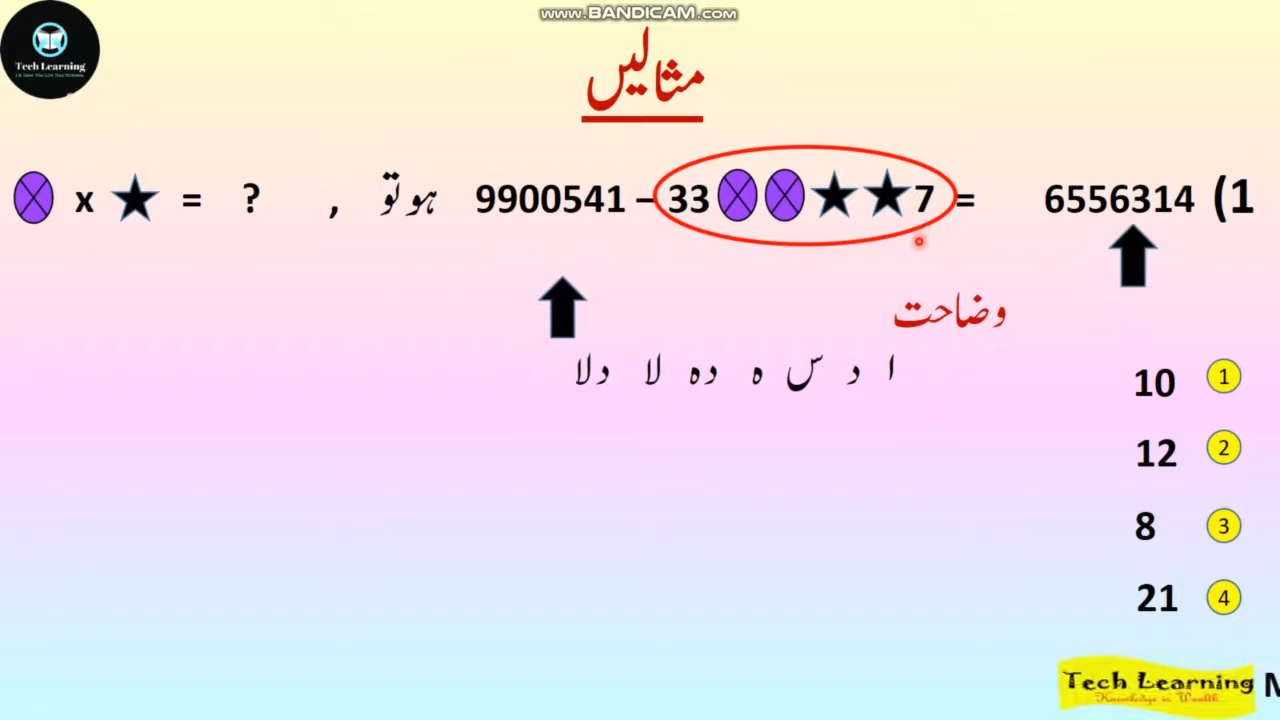 www.BANDICAM.com
Tech Learning
مثالیں
1) 6556314 = 7★★⊗⊗33 – 9900541 ہو تو , ? = ★ x ⊗
وضاحت
ا د س ہ دہ لا دلا
1 10
2 12
3 8
4 21
Tech Learning
Knowledge is Wealth